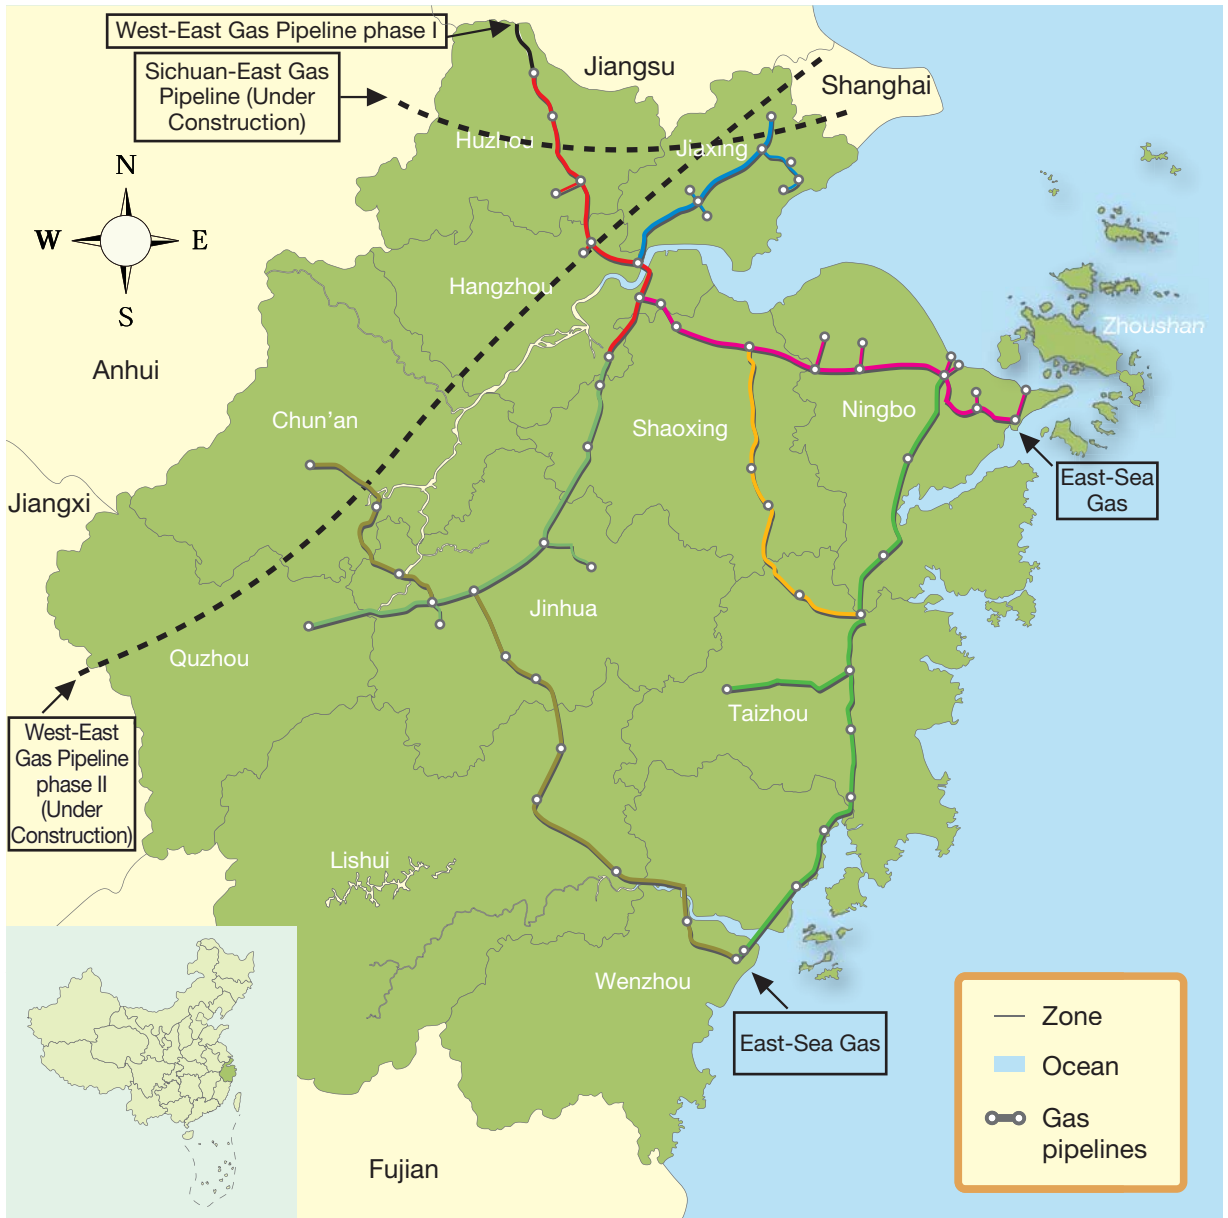 West-East Gas Pipeline phase I
Sichuan-East Gas
Pipeline (Under
Construction)
Jiangsu
Shanghai
Huzhou
Jiaxing
N
W
E
S
Hangzhou
Zhoushan
Anhui
Chun'an
Shaoxing
Ningbo
East-Sea
Gas
Jiangxi
Jinhua
Quzhou
Taizhou
West-East
Gas Pipeline
phase II
(Under
Construction)
Lishui
Wenzhou
East-Sea Gas
Fujian
Zone
Ocean
Gas
pipelines